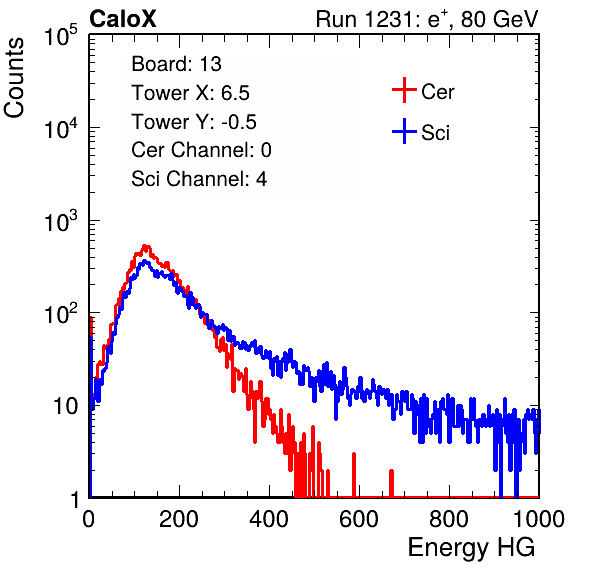 CaloX Run 1231: e+, 80 GeV
Counts
Board: 13
Tower X: 6.5
Tower Y: -0.5
Cer Channel: 0
Sci Channel: 4
Cer
Sci
10^5
10^4
10^3
10^2
10
1
0 200 400 600 800 1000
Energy HG